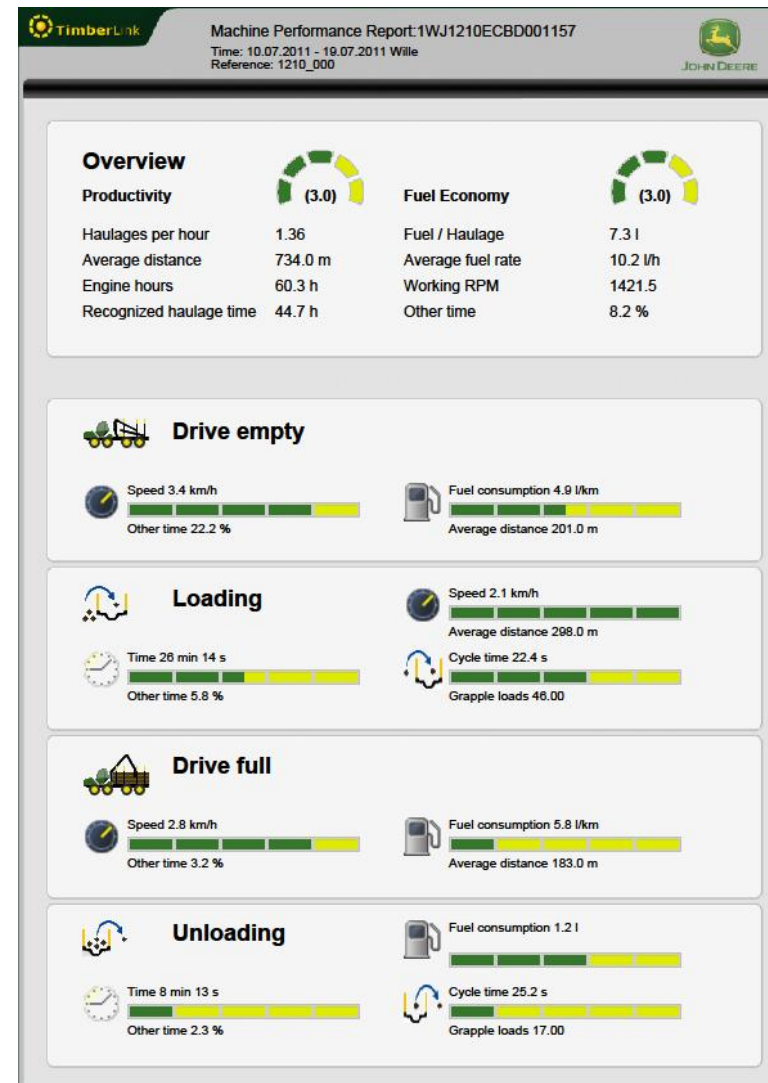 TimberLink
Machine Performance Report:1WJ1210ECBD001157
Time: 10.07.2011 - 19.07.2011 Wille
Reference: 1210_000
JOHN DEERE
Overview
Productivity (3.0) Fuel Economy (3.0)
Haulages per hour 1.36 Fuel / Haulage 7.3 l
Average distance 734.0 m Average fuel rate 10.2 l/h
Engine hours 60.3 h Working RPM 1421.5
Recognized haulage time 44.7 h Other time 8.2 %
Drive empty
Speed 3.4 km/h Fuel consumption 4.9 l/km
Other time 22.2 % Average distance 201.0 m
Loading
Speed 2.1 km/h
Average distance 298.0 m
Time 26 min 14 s Cycle time 22.4 s
Other time 5.8 % Grapple loads 46.00
Drive full
Speed 2.8 km/h Fuel consumption 5.8 l/km
Other time 3.2 % Average distance 183.0 m
Unloading
Fuel consumption 1.2 l
Time 8 min 13 s Cycle time 25.2 s
Other time 2.3 % Grapple loads 17.00